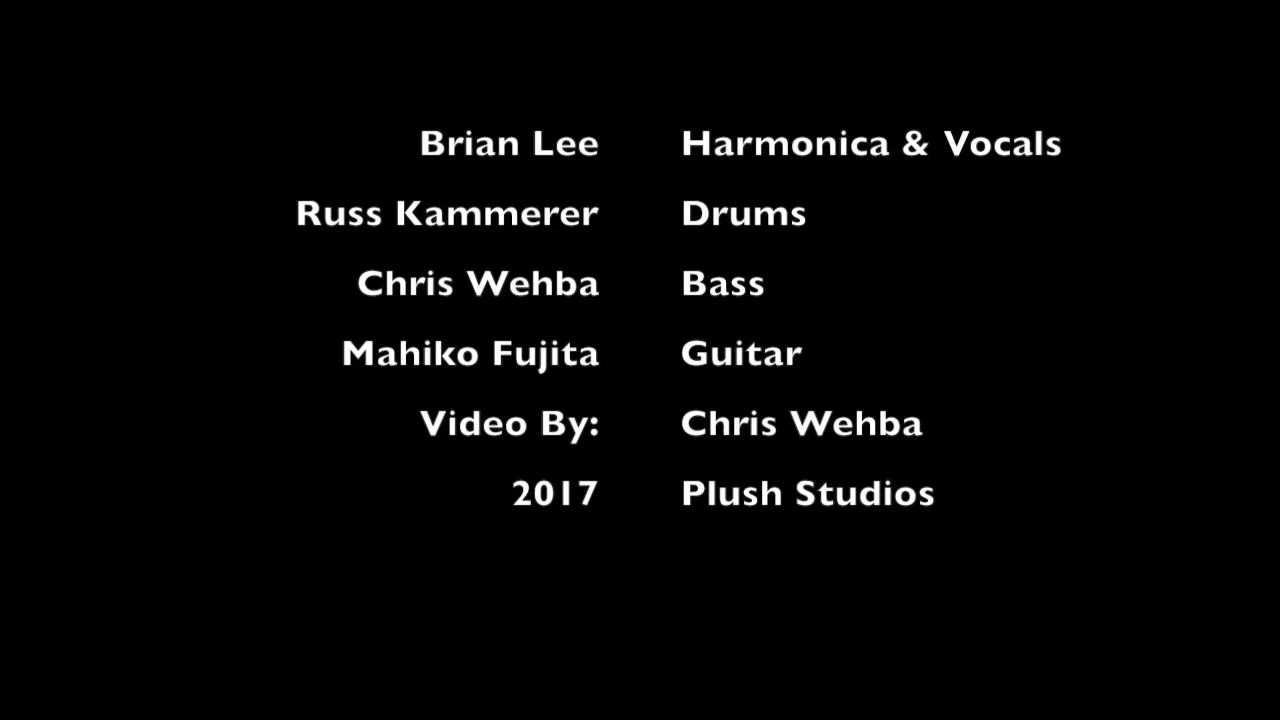 Brian Lee Harmonica & Vocals
Russ Kammerer Drums
Chris Wehba Bass
Mahiko Fujita Guitar
Video By: Chris Wehba
2017 Plush Studios